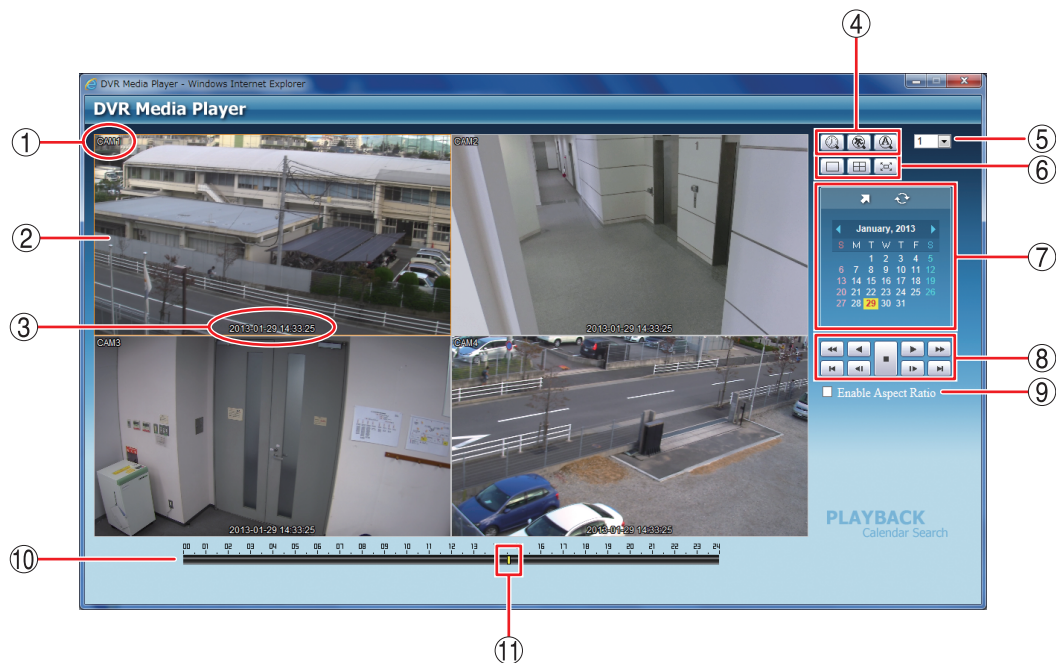 ④
DVR Media Player - Windows Internet Explorer
DVR Media Player
①
CAM1
CAM2
1
⑤
⑥
②
January, 2013
S M T W T F S
1 2 3 4 5
6 7 8 9 10 11 12
13 14 15 16 17 18 19
20 21 22 23 24 25 26
27 28 29 30 31
⑦
③
2013-01-29 14:33:25
2013-01-29 14:33:25
CAM3
CAM4
⑧
Enable Aspect Ratio
⑨
PLAYBACK
Calendar Search
2013-01-29 14:33:25
2013-01-29 14:33:25
⑩
00 01 02 03 04 05 06 07 08 09 10 11 12 13 16 17 18 19 20 21 22 23 24
⑪